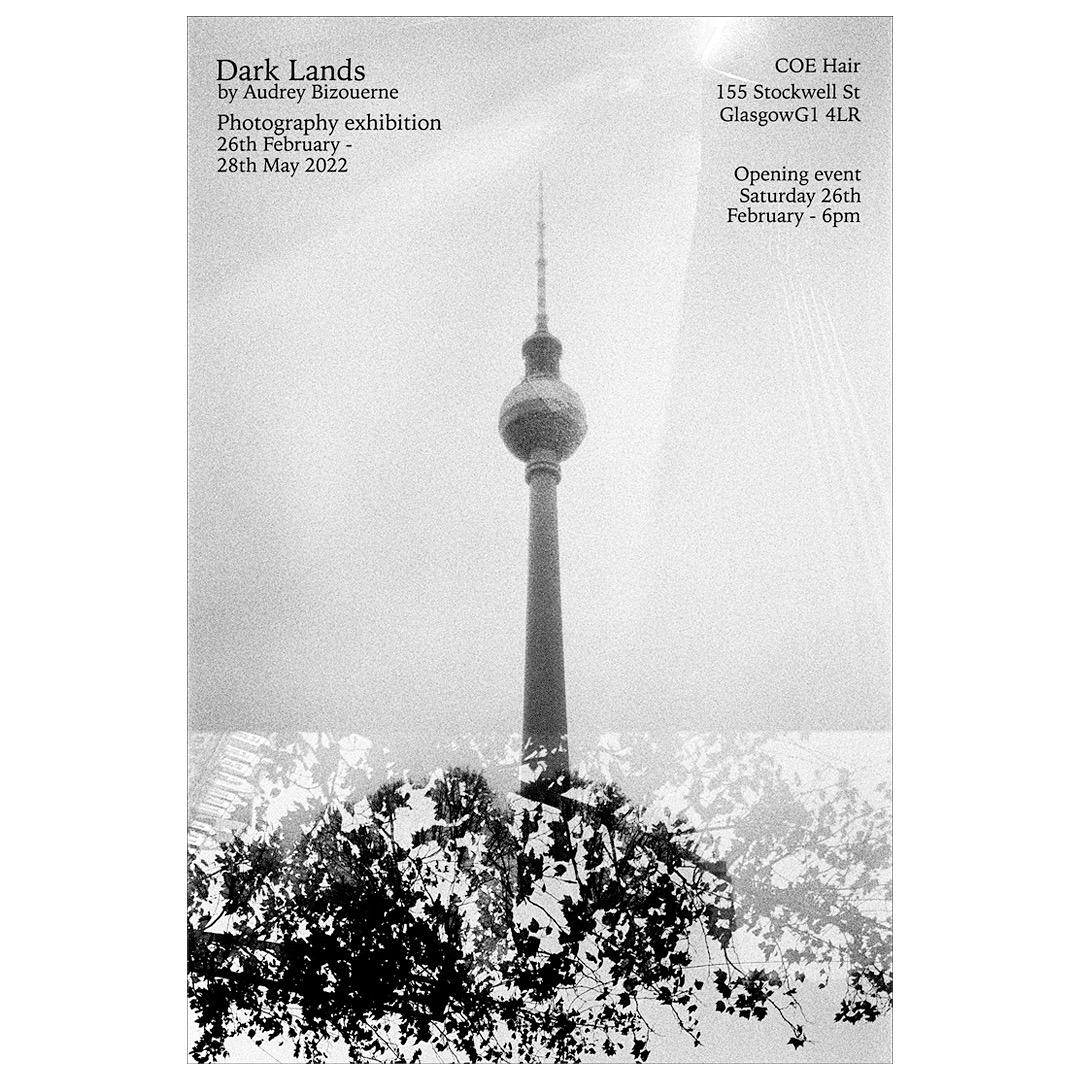 Dark Lands
by Audrey Bizouerne
Photography exhibition
26th February -
28th May 2022
COE Hair
155 Stockwell St
GlasgowG1 4LR
Opening event
Saturday 26th
February - 6pm